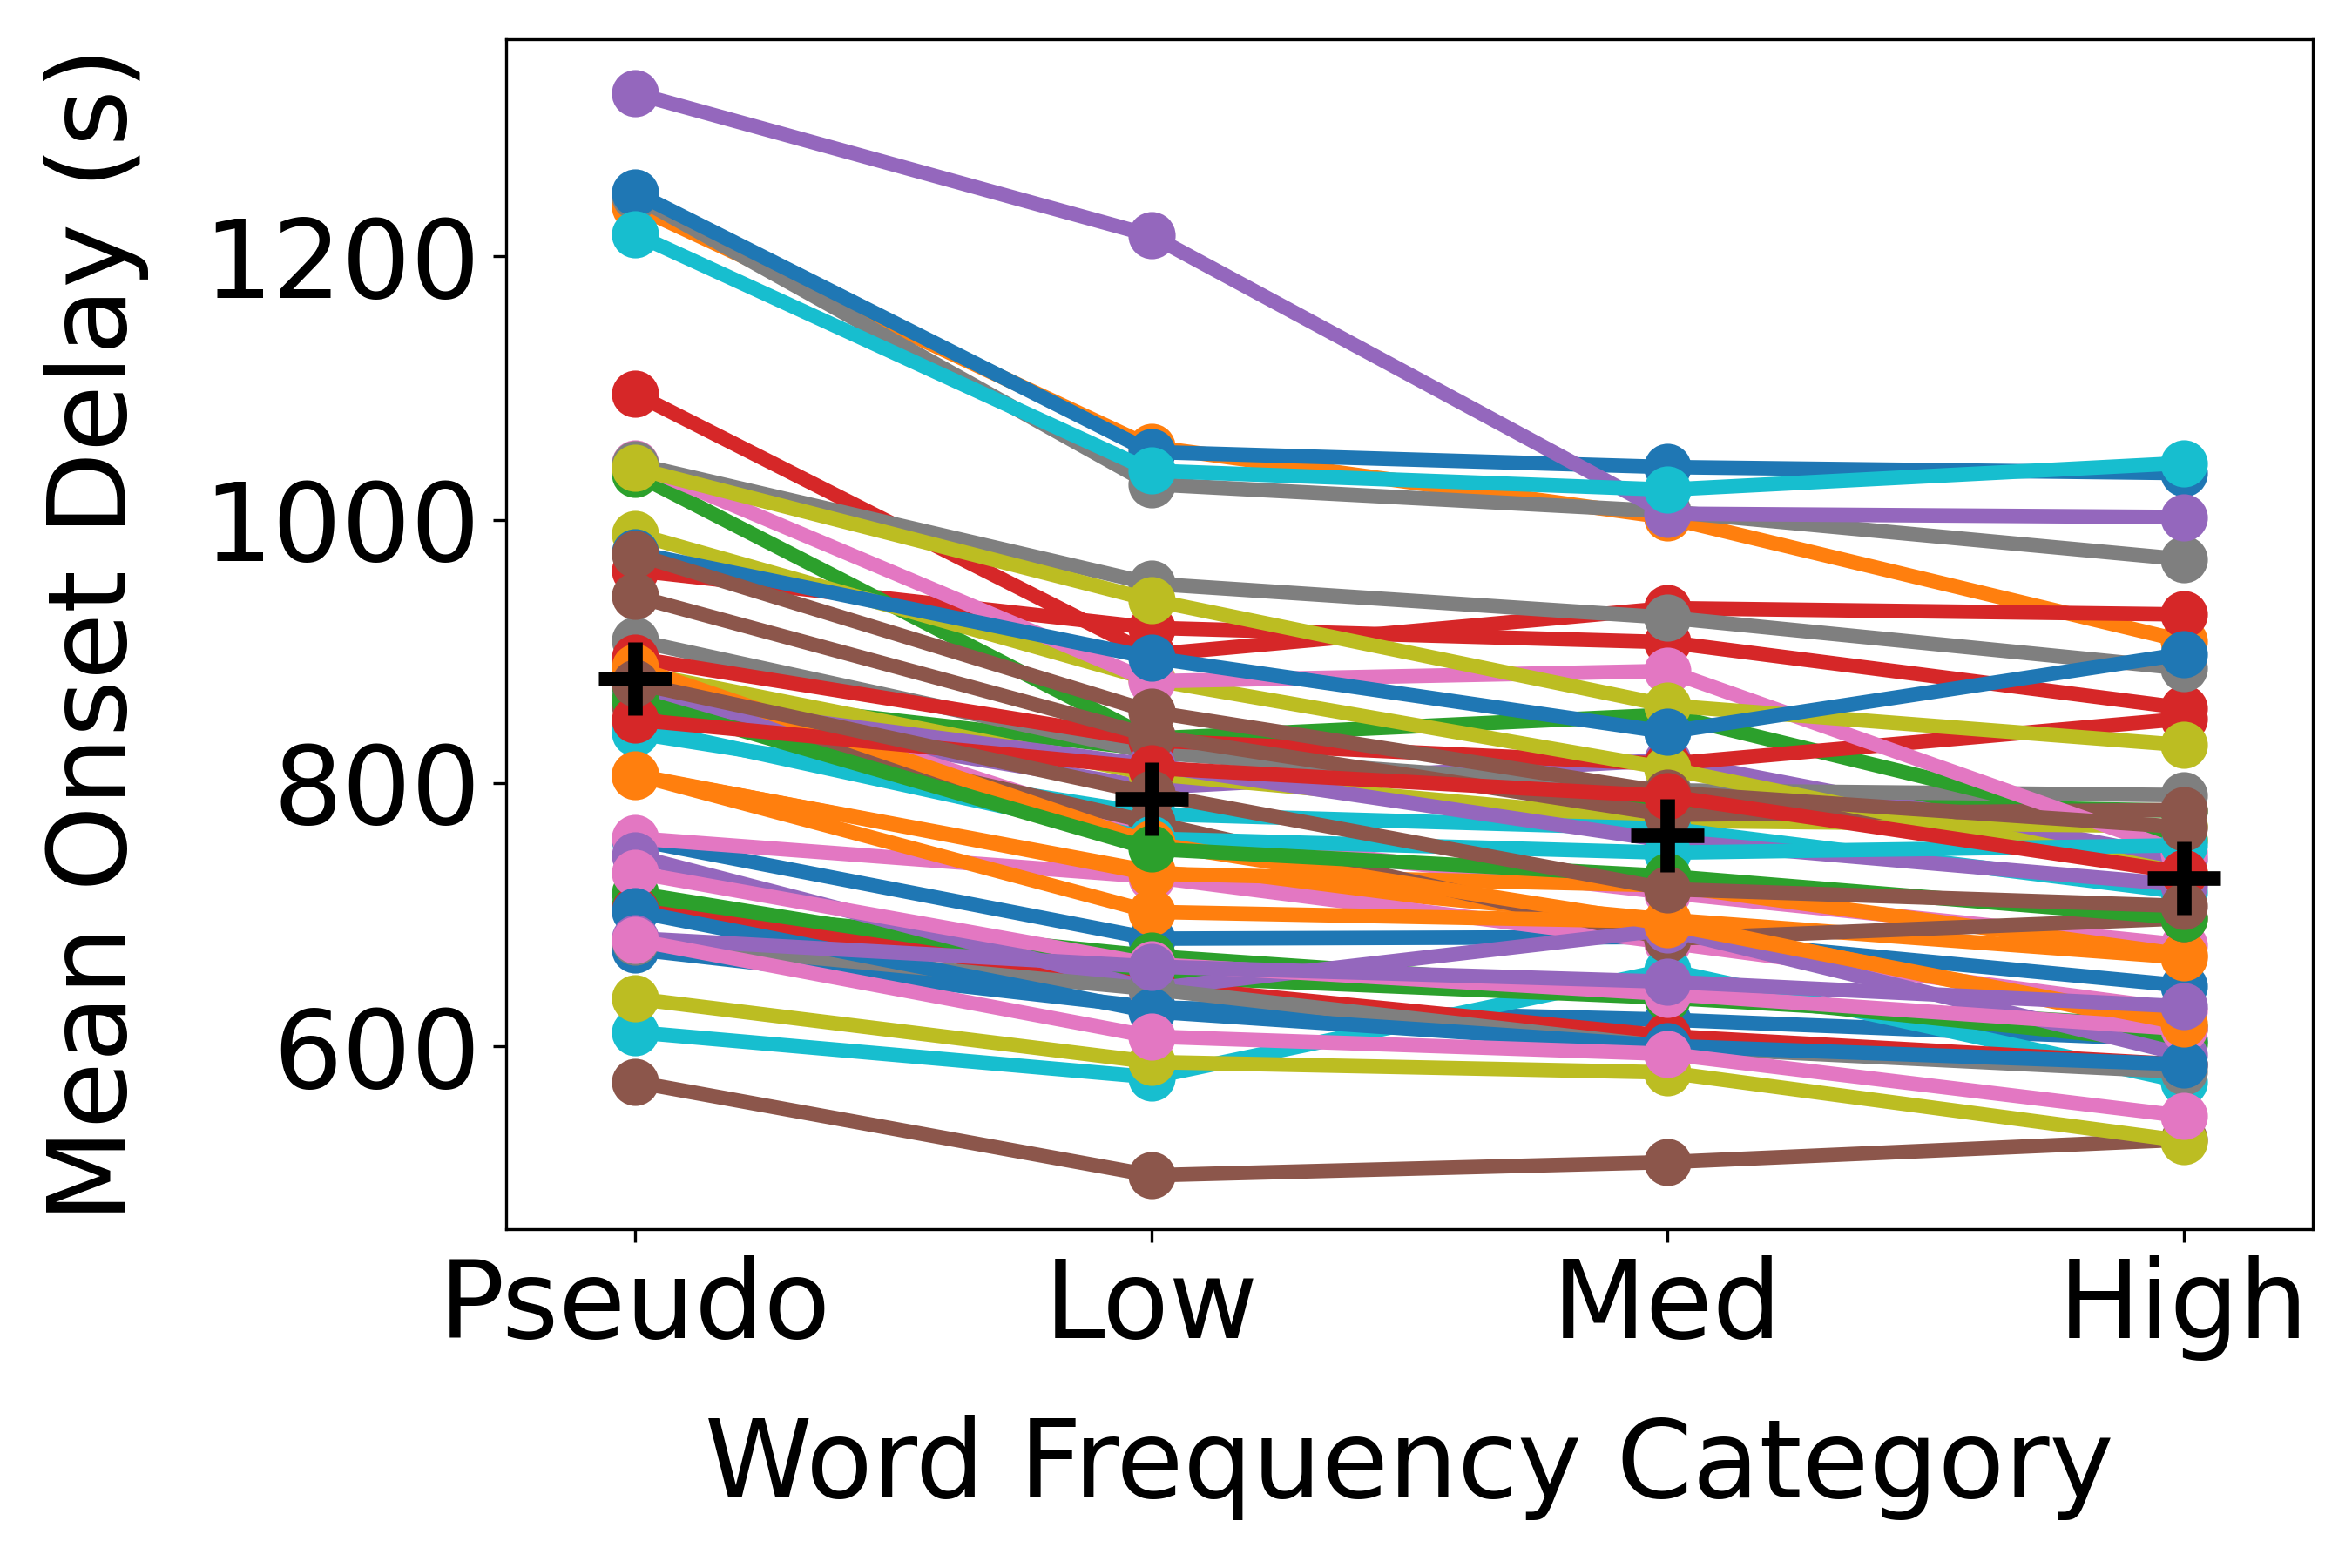 Mean Onset Delay (s)
1200
1000
800
600
Pseudo Low Med High
Word Frequency Category